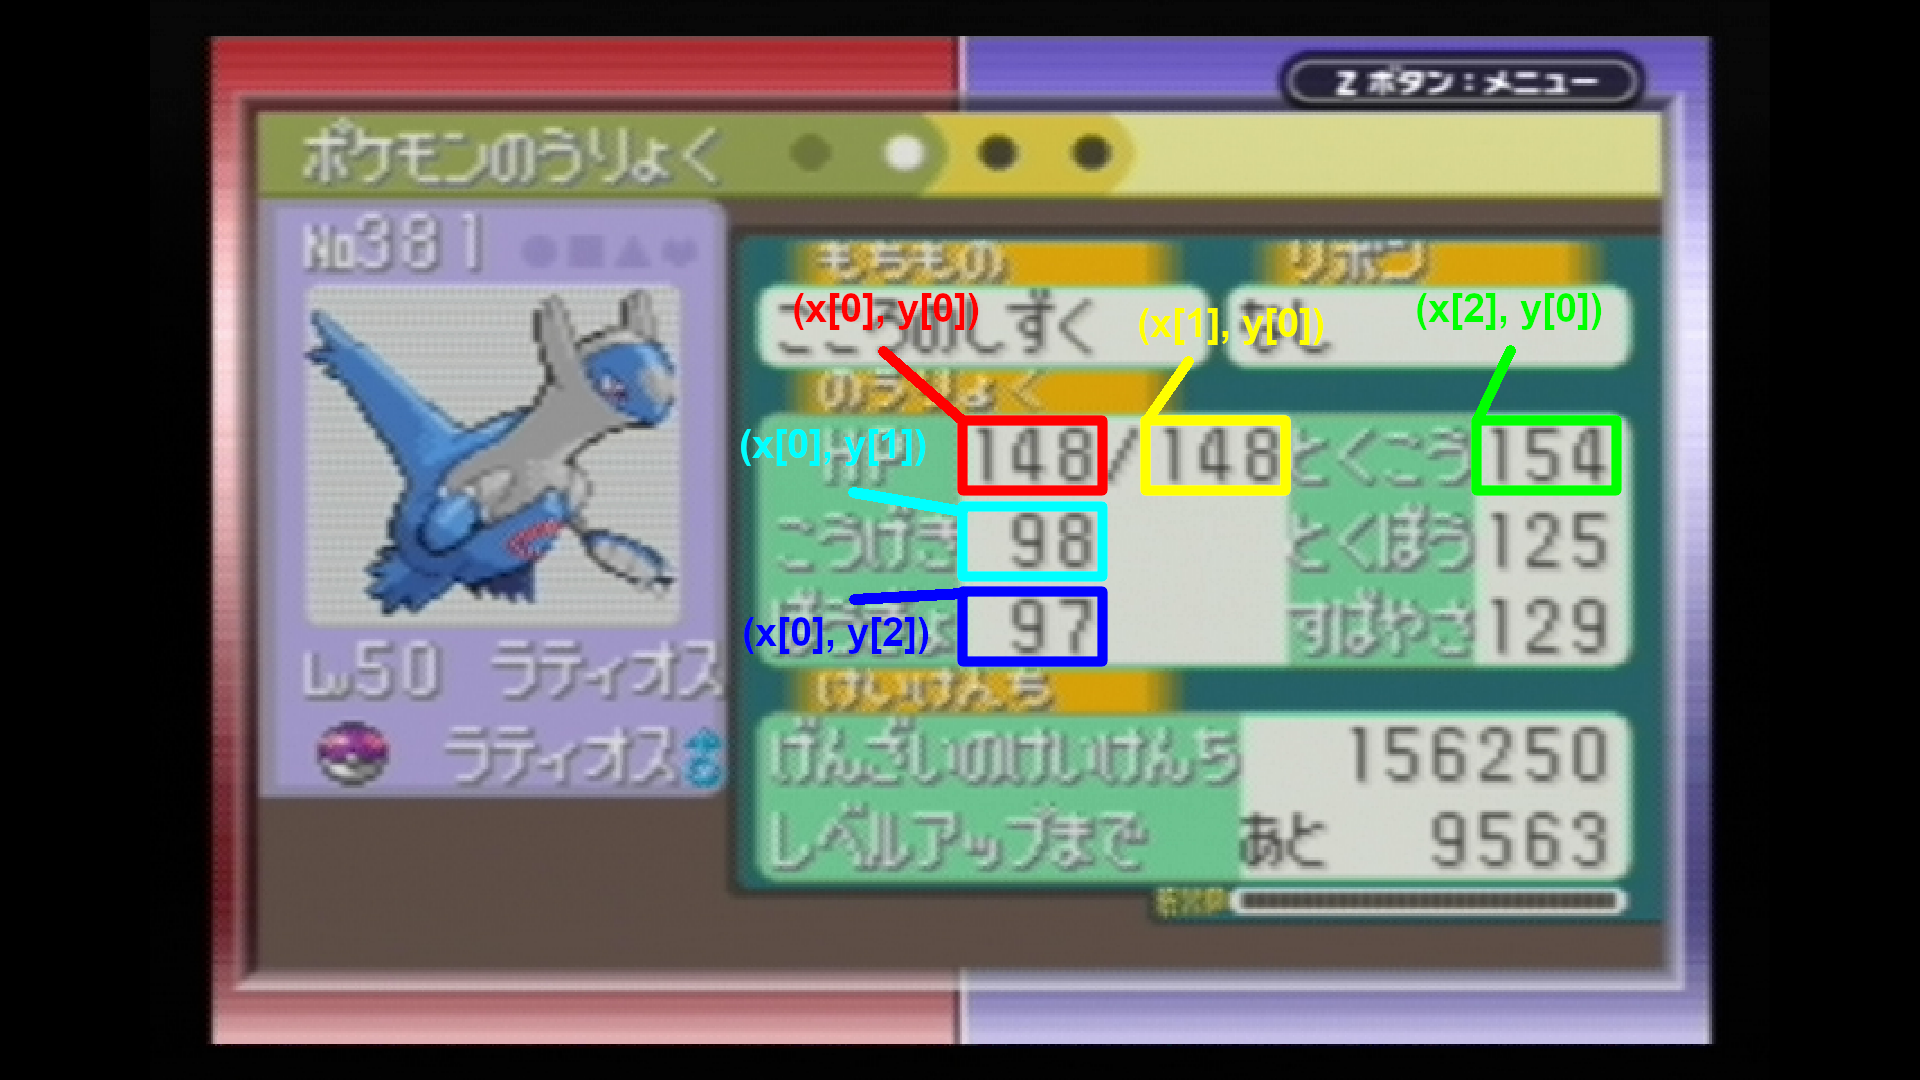 Z ボタン：メニュー
ポケモンのうりょく
No381
もちもの リボン
こころのしずく なし
(x[0], y[0]) (x[1], y[0]) (x[2], y[0])
のうりょく
HP 148/148 とくこう 154
(x[0], y[1])
こうげき 98 とくぼう 125
ぼうぎょ 97 すばやさ 129
(x[0], y[2])
Lv50 ラティオス
けいけんち
ラティオス♂
げんざいのけいけんち 156250
レベルアップまで あと 9563